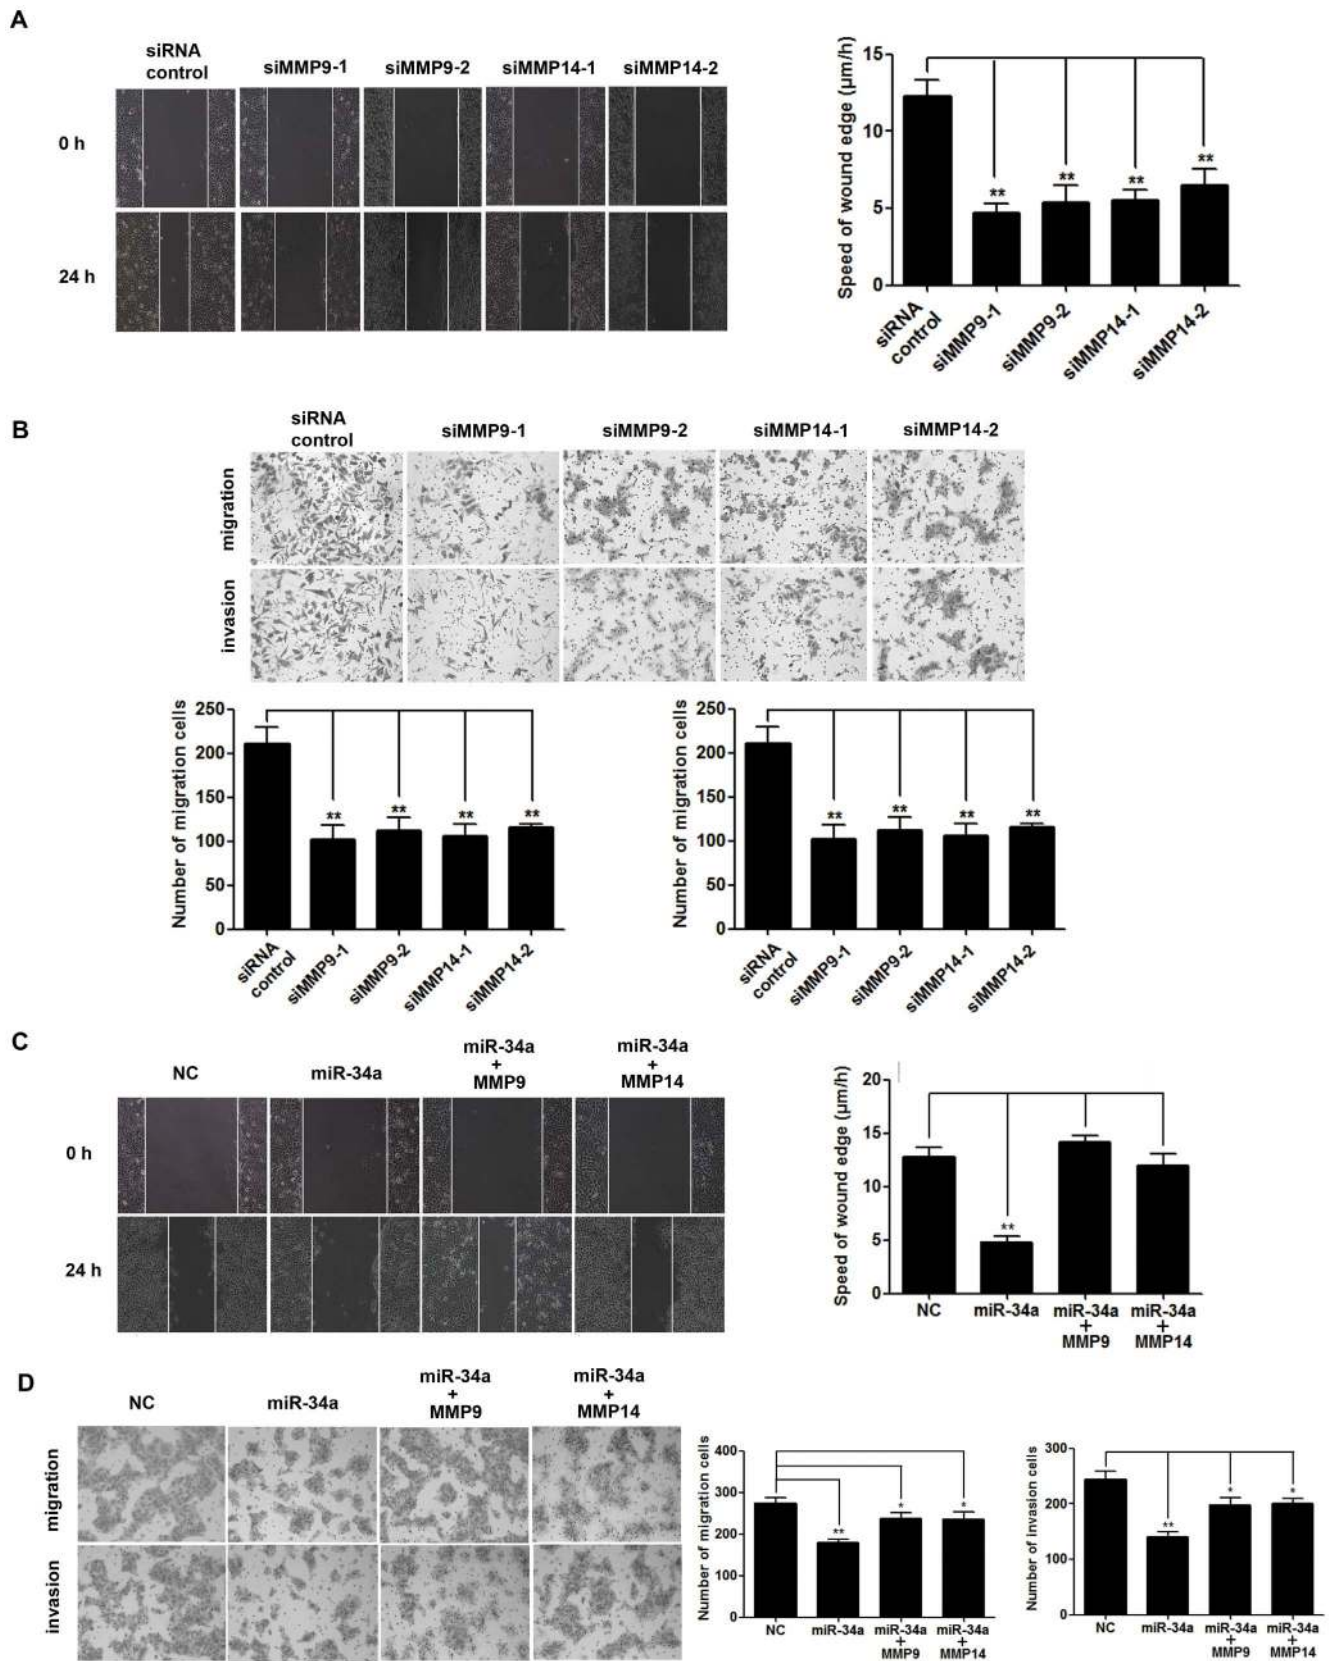 A
siRNA
control
siMMP9-1
siMMP9-2
siMMP14-1
siMMP14-2
0 h
24 h
Speed of wound edge (μm/h)
15
10
5
0
**
**
**
**
siRNA
control
siMMP9-1
siMMP9-2
siMMP14-1
siMMP14-2
B
siRNA
control
siMMP9-1
siMMP9-2
siMMP14-1
siMMP14-2
migration
invasion
Number of migration cells
250
200
150
100
50
0
**
**
**
**
siRNA
control
siMMP9-1
siMMP9-2
siMMP14-1
siMMP14-2
Number of migration cells
250
200
150
100
50
0
**
**
**
**
siRNA
control
siMMP9-1
siMMP9-2
siMMP14-1
siMMP14-2
C
NC
miR-34a
miR-34a
+
MMP9
miR-34a
+
MMP14
0 h
24 h
Speed of wound edge (μm/h)
20
15
10
5
0
**
NC
miR-34a
miR-34a
+
MMP9
miR-34a
+
MMP14
D
NC
miR-34a
miR-34a
+
MMP9
miR-34a
+
MMP14
migration
invasion
Number of migration cells
400
300
200
100
0
**
*
*
NC
miR-34a
miR-34a
+
MMP9
miR-34a
+
MMP14
Number of invasion cells
300
200
100
0
**
*
*
NC
miR-34a
miR-34a
+
MMP9
miR-34a
+
MMP14